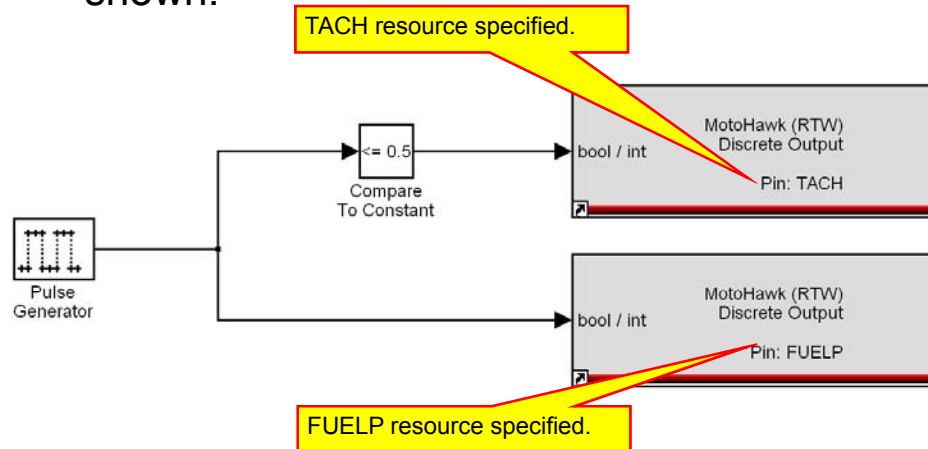 shown.
TACH resource specified.
MotoHawk (RTW)
Discrete Output
bool / int
Pin: TACH
<= 0.5
Compare
To Constant
Pulse
Generator
MotoHawk (RTW)
Discrete Output
bool / int
Pin: FUELP
FUELP resource specified.